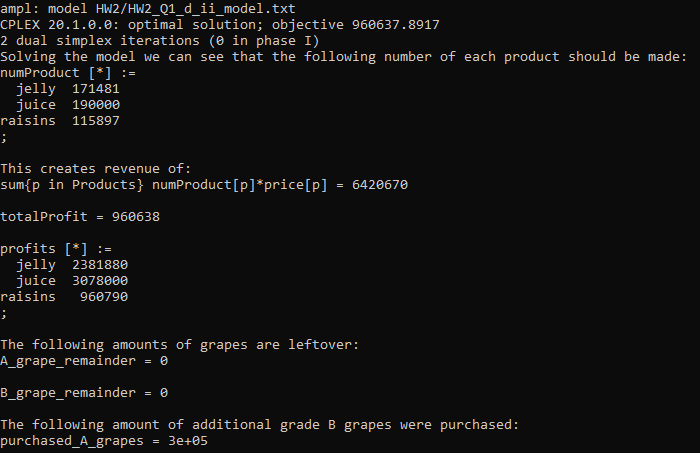 ampl: model HW2/HW2_Q1_d_ii_model.txt
CPLEX 20.1.0.0: optimal solution; objective 960637.8917
2 dual simplex iterations (0 in phase I)
Solving the model we can see that the following number of each product should be made:
numProduct [*] :=
  jelly  171481
  juice  190000
raisins  115897
;
This creates revenue of:
sum{p in Products} numProduct[p]*price[p] = 6420670
totalProfit = 960638
profits [*] :=
  jelly  2381880
  juice  3078000
raisins   960790
;
The following amounts of grapes are leftover:
A_grape_remainder = 0
B_grape_remainder = 0
The following amount of additional grade B grapes were purchased:
purchased_A_grapes = 3e+05